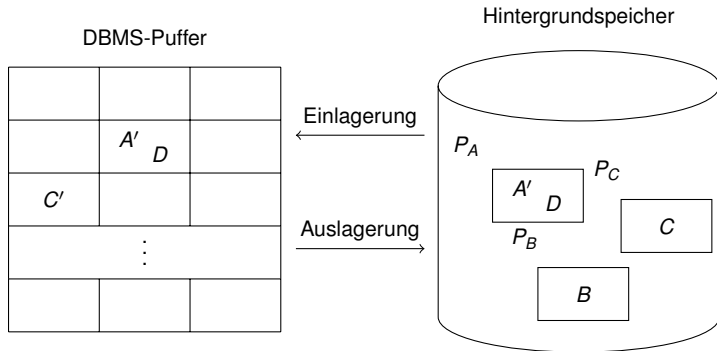 Hintergrundspeicher
DBMS-Puffer
Einlagerung
A′
D
P_A
P_C
A′
D
C′
C
Auslagerung
P_B
⋮
B